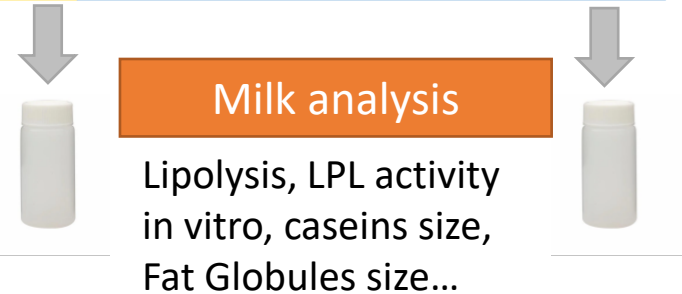 Milk analysis
Lipolysis, LPL activity
in vitro, caseins size,
Fat Globules size…